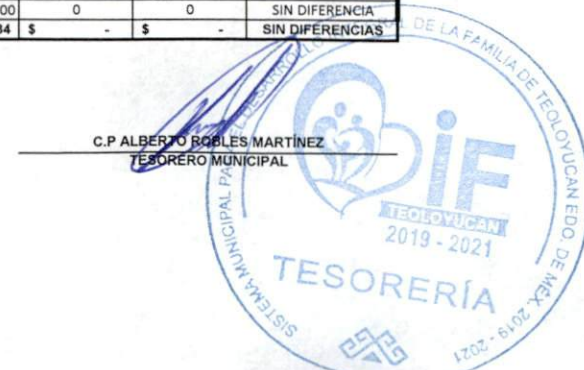 00 0 0 SIN DIFERENCIA
34 $ - $ - SIN DIFERENCIAS
C.P ALBERTO ROBLES MARTÍNEZ
TESORERO MUNICIPAL
SISTEMA MUNICIPAL PARA EL DESARROLLO INTEGRAL DE LA FAMILIA DE TEOLOYUCAN EDO. DE MÉX. 2019 - 2021
DIF
TEOLOYUCAN
2019 - 2021
TESORERÍA